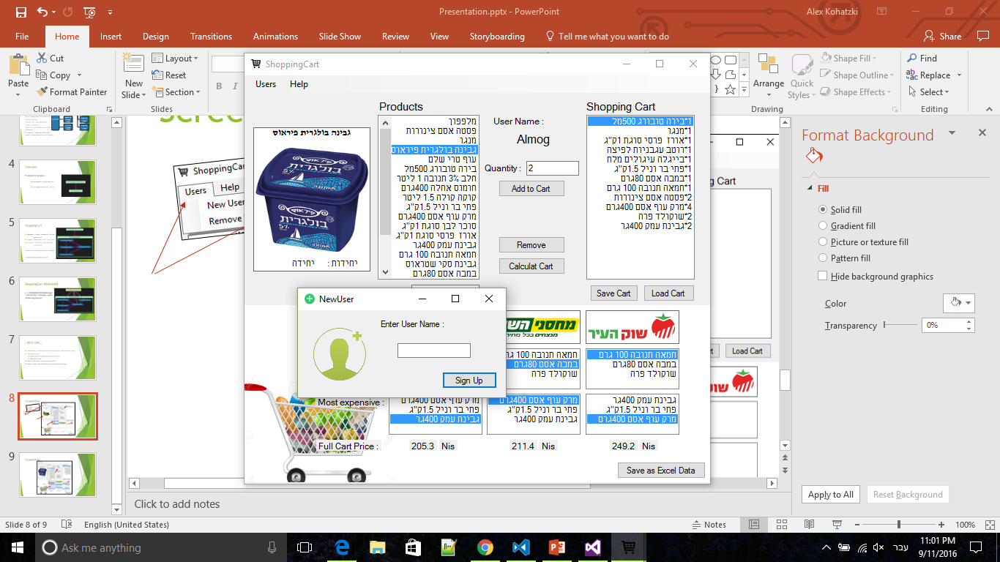 Presentation.pptx - PowerPoint
Alex Kohatzki
File Home Insert Design Transitions Animations Slide Show Review View Storyboarding Tell me what you want to do Share
Paste
Cut
Copy
Format Painter
Clipboard
New Slide
Layout
Reset
Section
Slides
B I
Arrange
Quick Styles
Shape Fill
Shape Outline
Shape Effects
Drawing
Find
Replace
Select
Editing
4
5
6
7
8
9
ShoppingCart
Users Help
New User
Remove
ShoppingCart
Users Help
גבינה בולגרית פיראוס
בולגרית
יחידות : יחידה
Products
מלפפון
פסטה אסם צינורות
מנגר
גבינה בולגרית פיראוס
עוף טרי שלם
בירה טובורג 500מל
חלב 3% תנובה 1 ליטר
חומוס אחלה 400גרם
קוקה קולה 1.5 ליטר
פתי בר וניל 1.5ק"ג
מרק עוף אסם 400גרם
סוכר לבן סוגת 1ק"ג
אורז פרסי סוגת 1ק"ג
גבינת עמק 400גר
חמאה תנובה 100 גרם
גבינת סקי שטראוס
במבה אסם 80גרם
User Name :
Almog
Quantity : 2
Add to Cart
Remove
Calculat Cart
Shopping Cart
1*בירה טובורג 500מל
1*מנגר
1*אורז פרסי סוגת 1ק"ג
1*רוטב עגבניות לפיצה
1*בייגלה עיגולים מלח
1*פתי בר וניל 1.5ק"ג
1*במבה אסם 80גרם
1*חמאה תנובה 100 גרם
2*פסטה אסם צינורות
4*מרק עוף אסם 400גרם
2*שוקולד פרה
2*גבינת עמק 400גר
Save Cart Load Cart
NewUser
Enter User Name :
Sign Up
מחסני הש
מנצחים בכל מחיר
שוק העיר
חמאה תנובה 100 גרם
במבה אסם 80גרם
שוקולד פרה
חמאה תנובה 100 גרם
במבה אסם 80גרם
שוקולד פרה
Most expensive :
מרק עוף אסם 400גרם
פתי בר וניל 1.5ק"ג
גבינת עמק 400גר
מרק עוף אסם 400גרם
פתי בר וניל 1.5ק"ג
גבינת עמק 400גר
גבינת עמק 400גר
פתי בר וניל 1.5ק"ג
מרק עוף אסם 400גרם
Full Cart Price : 205.3 Nis 211.4 Nis 249.2 Nis
Save as Excel Data
Cart
Load Cart
Format Background
Fill
Solid fill
Gradient fill
Picture or texture fill
Pattern fill
Hide background graphics
Color
Transparency 0%
Apply to All Reset Background
Click to add notes
Slide 8 of 9 English (United States) Notes 100%
Ask me anything
עבר
11:01 PM
9/11/2016